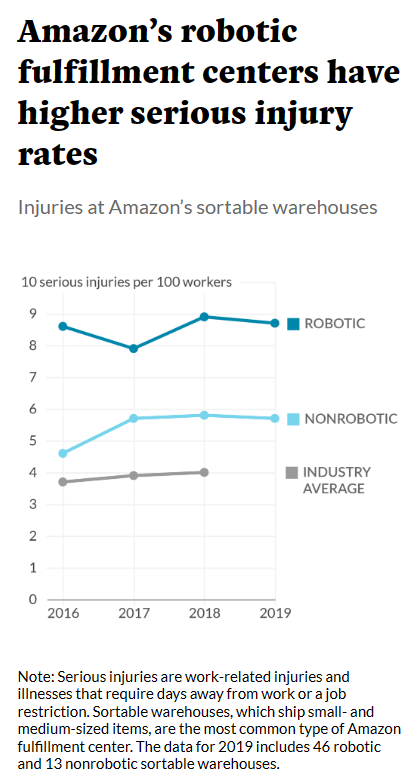 Amazon’s robotic
fulfillment centers have
higher serious injury
rates
Injuries at Amazon’s sortable warehouses
10 serious injuries per 100 workers
9
8
7
6
5
4
3
2
1
0
ROBOTIC
NONROBOTIC
INDUSTRY
AVERAGE
2016 2017 2018 2019
Note: Serious injuries are work-related injuries and
illnesses that require days away from work or a job
restriction. Sortable warehouses, which ship small- and
medium-sized items, are the most common type of Amazon
fulfillment center. The data for 2019 includes 46 robotic
and 13 nonrobotic sortable warehouses.